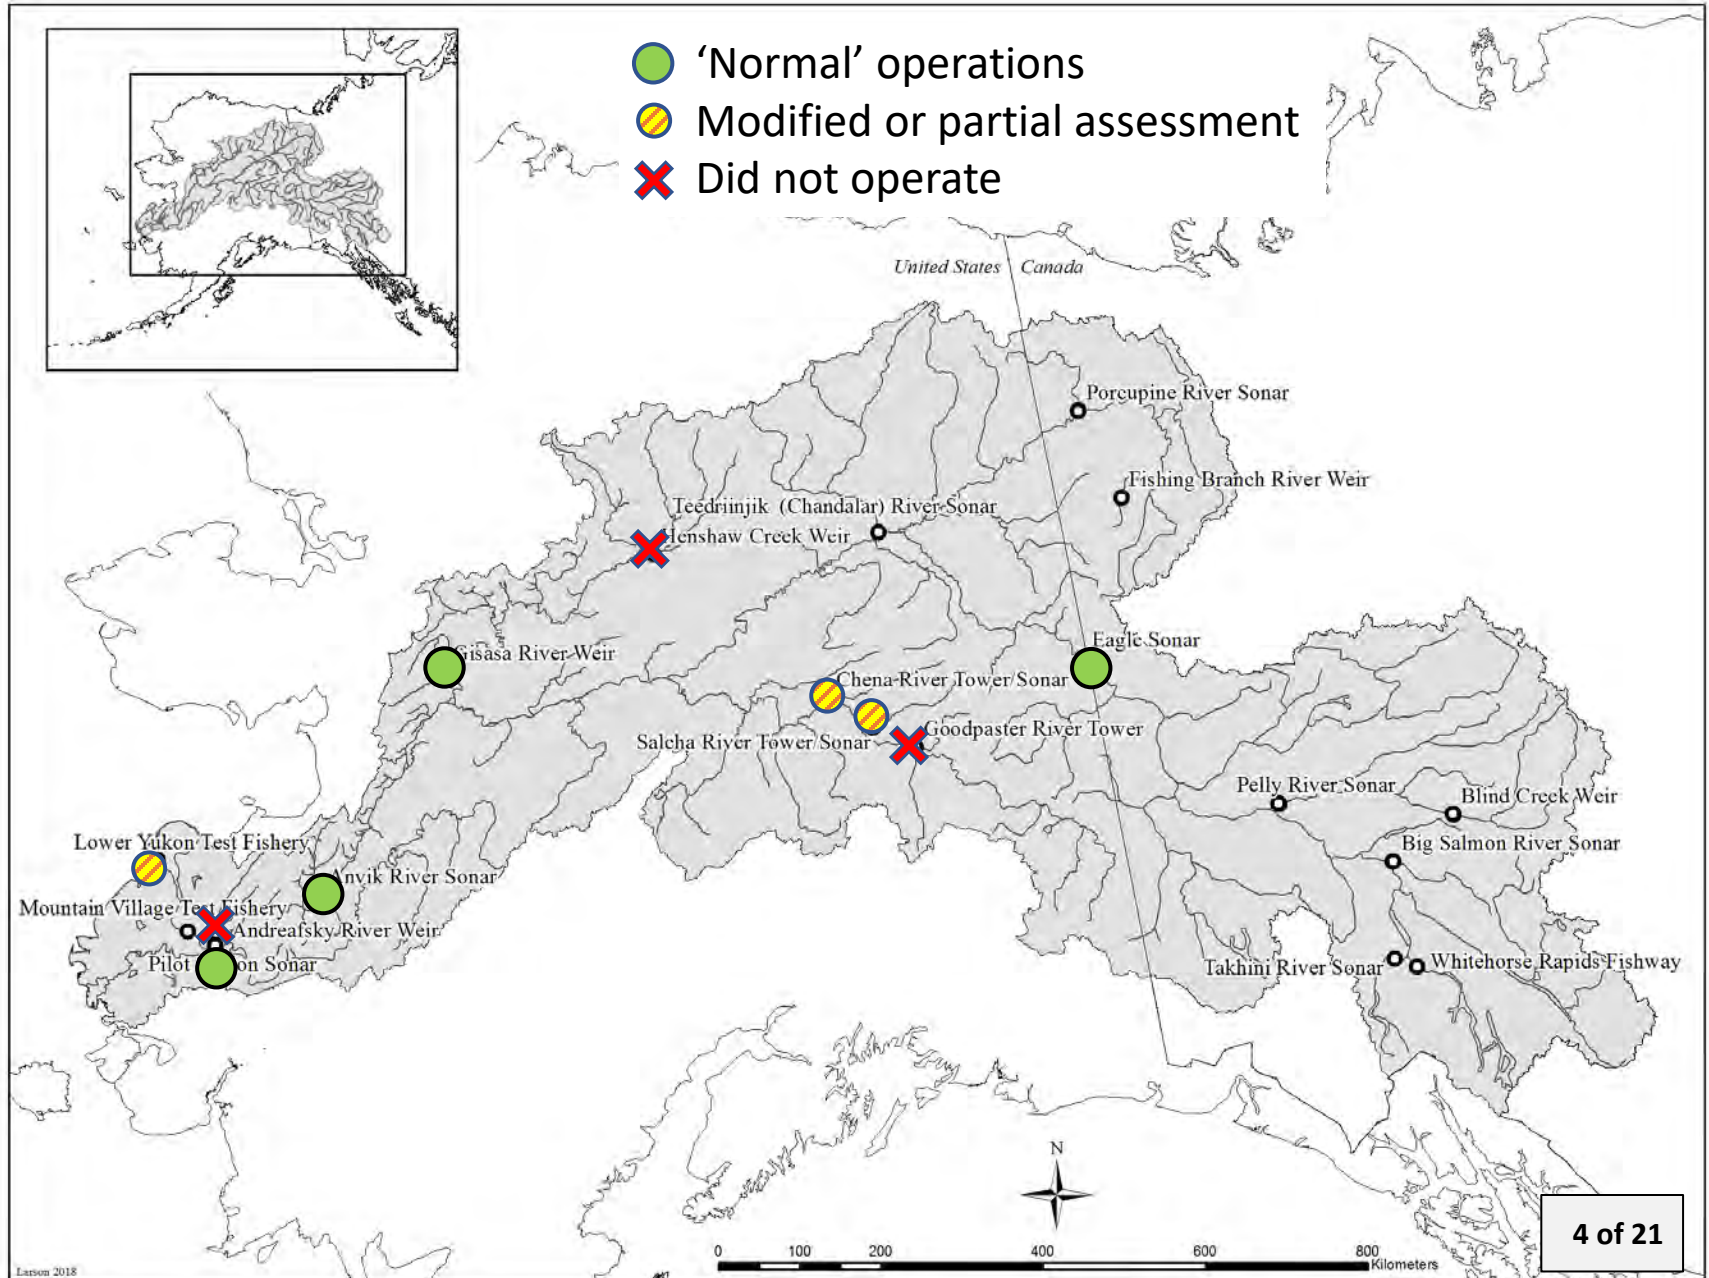 ‘Normal’ operations
Modified or partial assessment
Did not operate
United States
Canada
Porcupine River Sonar
Fishing Branch River Weir
Teedriinjik (Chandalar) River Sonar
Henshaw Creek Weir
Eagle Sonar
Gisasa River Weir
Chena River Tower Sonar
Goodpaster River Tower
Salcha River Tower/Sonar
Pelly River Sonar
Blind Creek Weir
Big Salmon River Sonar
Lower Yukon Test Fishery
Anvik River Sonar
Mountain Village Test Fishery
Andreafsky River Weir
Pilot on Sonar
Takhini River Sonar
Whitehorse Rapids Fishway
N
0 100 200 400 600 800
Kilometers
4 of 21
Larson 2018